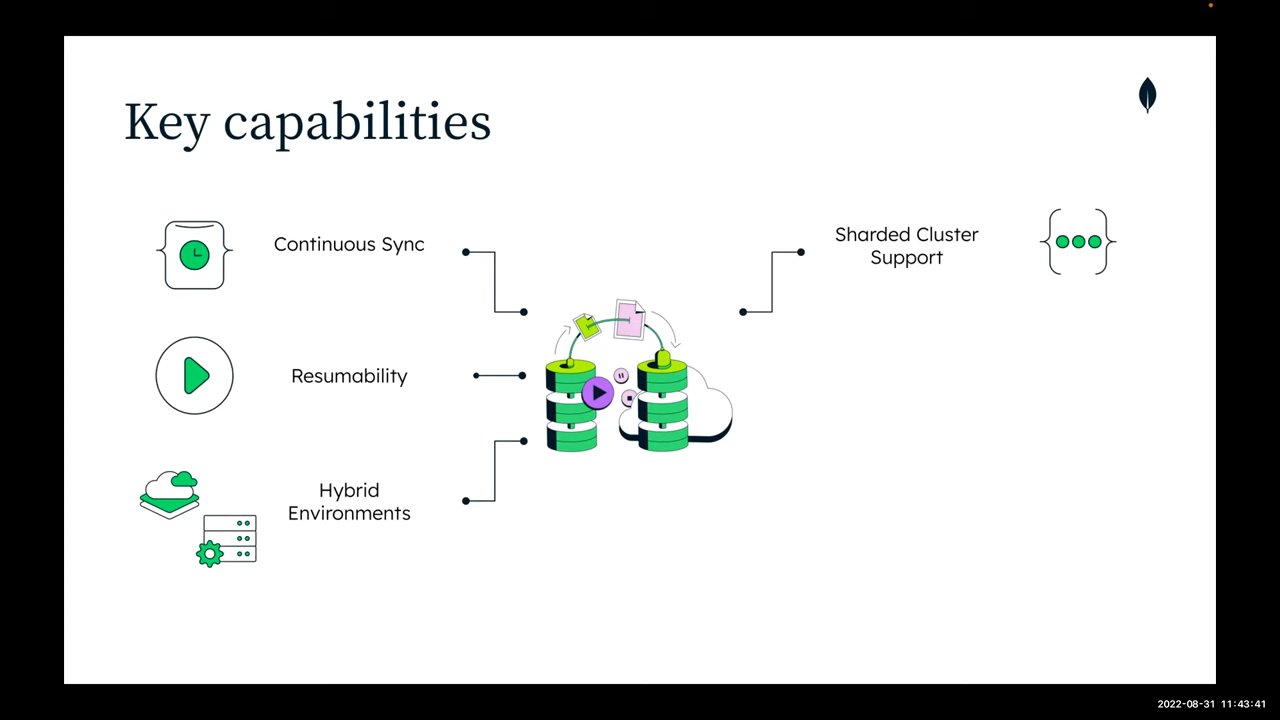 Key capabilities
Continuous Sync
Sharded Cluster
Support
Resumability
Hybrid
Environments
2022-08-31 11:43:41